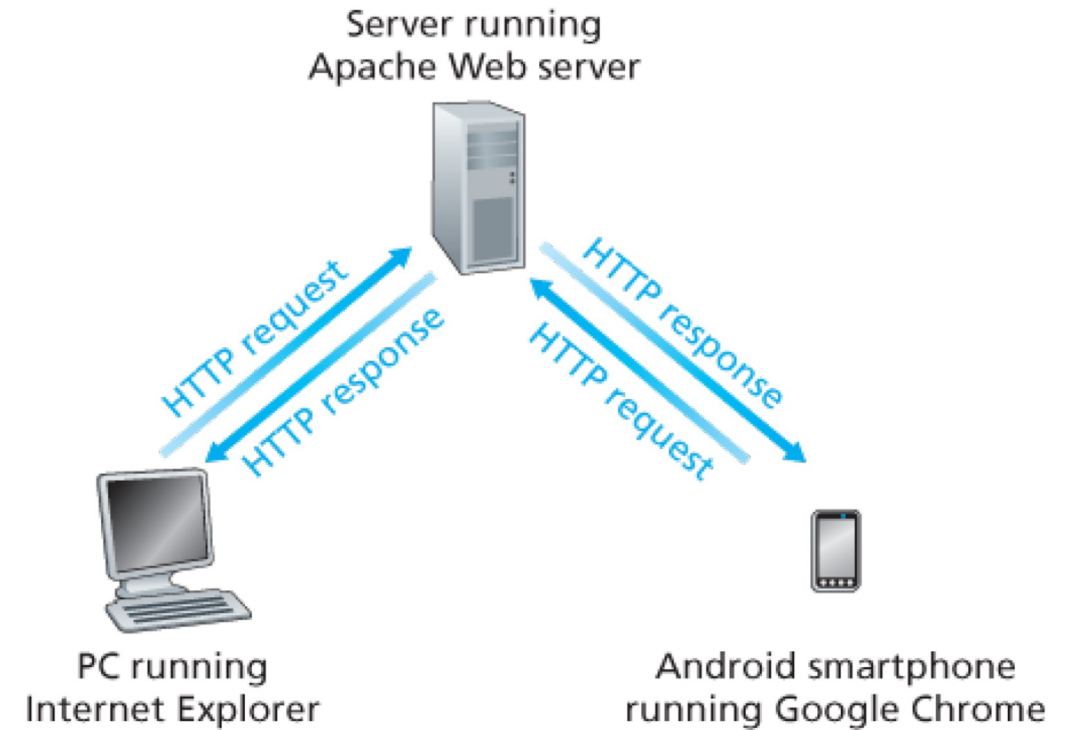 Server running
Apache Web server
HTTP request
HTTP response
HTTP response
HTTP request
PC running
Internet Explorer
Android smartphone
running Google Chrome